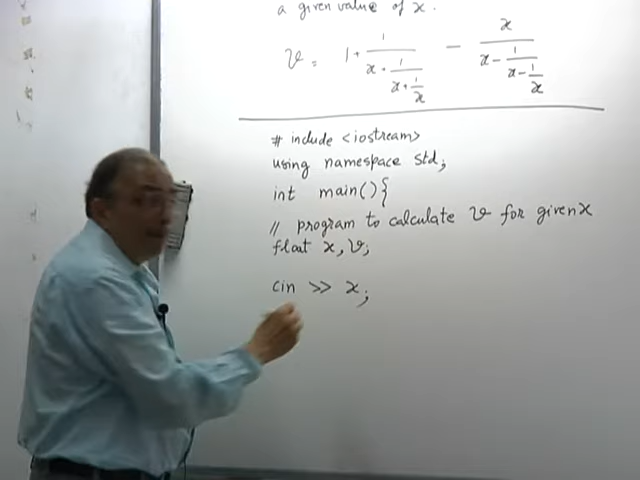 a given value of x.
v = 1 + 1/(x + 1/(x + 1/x)) - x/(x - 1/(x - 1/x))
# include <iostream>
using namespace std;
int main(){
// program to calculate v for given x
float x, v;
cin >> x;